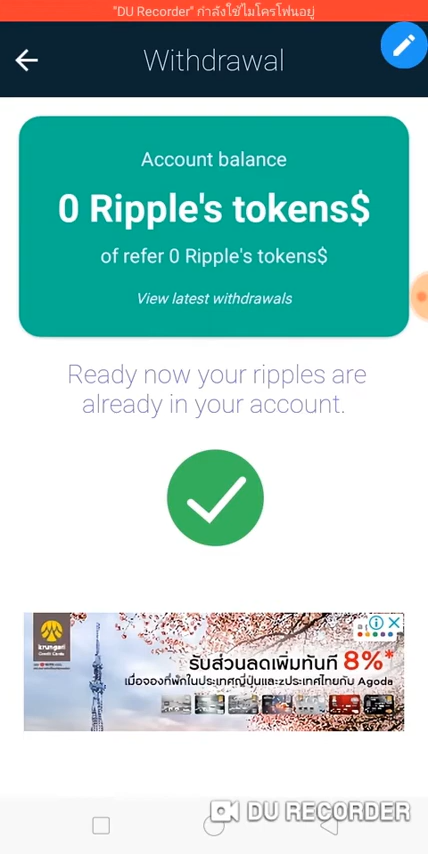 "DU Recorder" กำลังใช้ไมโครโฟนอยู่
Withdrawal
Account balance
0 Ripple's tokens$
of refer 0 Ripple's tokens$
View latest withdrawals
Ready now your ripples are
already in your account.
krungsri
Credit Cards
รับส่วนลดเพิ่มทันที 8%*
เมื่อจองที่พักในประเทศญี่ปุ่นและประเทศไทยกับ Agoda
DU RECORDER